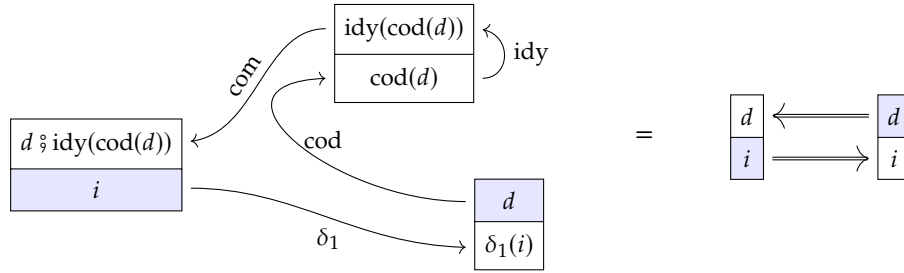 idy(cod(d))
idy
cod(d)
com
cod
d ⨟ idy(cod(d))
i
δ₁
d
δ₁(i)
=
d
i
d
i